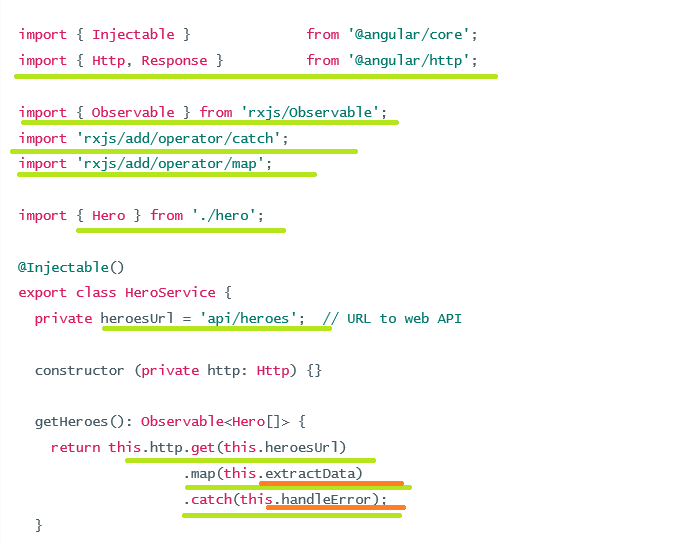 import { Injectable }              from '@angular/core';
import { Http, Response }          from '@angular/http';
import { Observable } from 'rxjs/Observable';
import 'rxjs/add/operator/catch';
import 'rxjs/add/operator/map';
import { Hero } from './hero';
@Injectable()
export class HeroService {
  private heroesUrl = 'api/heroes';  // URL to web API
  constructor (private http: Http) {}
  getHeroes(): Observable<Hero[]> {
    return this.http.get(this.heroesUrl)
                    .map(this.extractData)
                    .catch(this.handleError);
  }